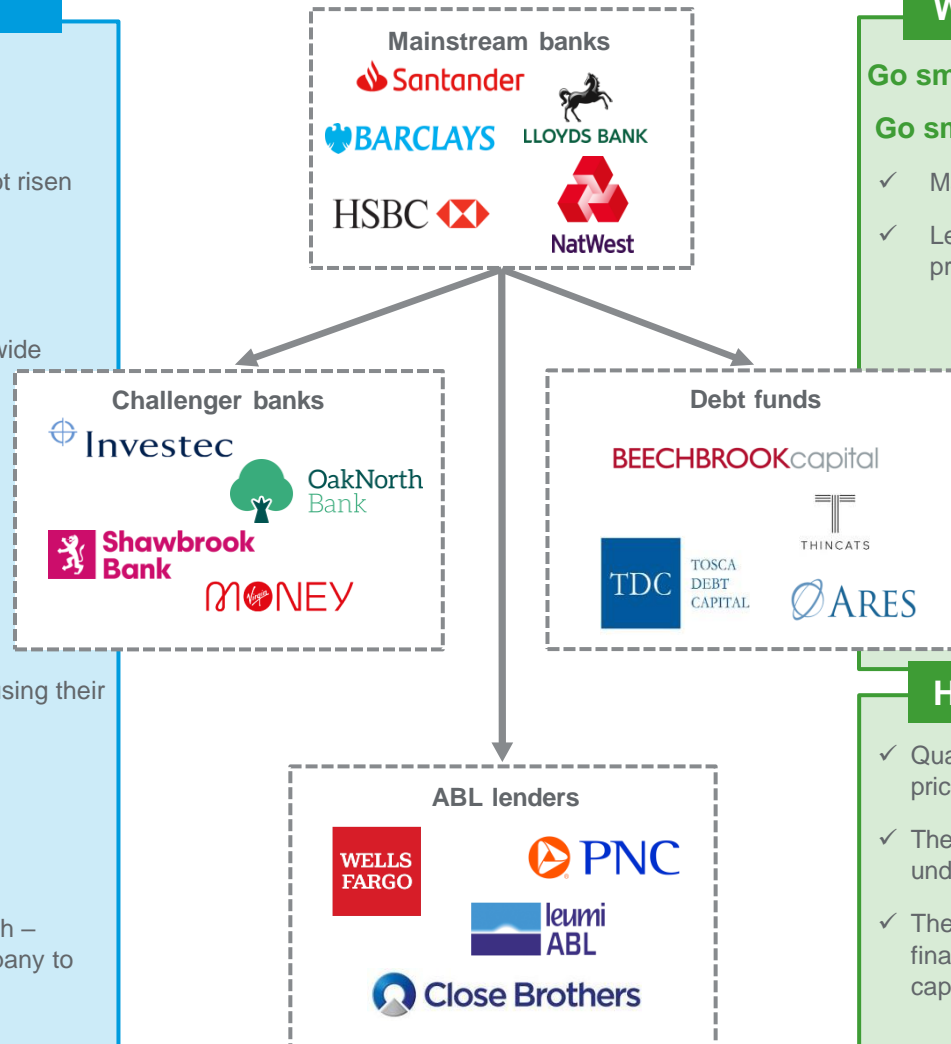 ot risen
wide
sing their
h –
pany to
Mainstream banks
Santander
BARCLAYS
LLOYDS BANK
HSBC
NatWest
Challenger banks
Investec
OakNorth
Bank
Shawbrook
Bank
Virgin
MONEY
Debt funds
BEECHBROOKcapital
THINCATS
TDC
TOSCA
DEBT
CAPITAL
ARES
ABL lenders
WELLS
FARGO
PNC
leumi
ABL
Close Brothers
W
Go sm
Go sm
✓ M
✓ Le
pr
H
✓ Qua
pric
✓ The
und
✓ The
fina
cap